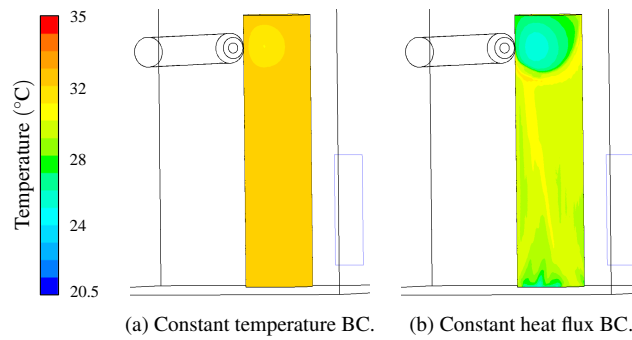 35
32
28
24
20.5
Temperature (°C)
(a) Constant temperature BC.
(b) Constant heat flux BC.